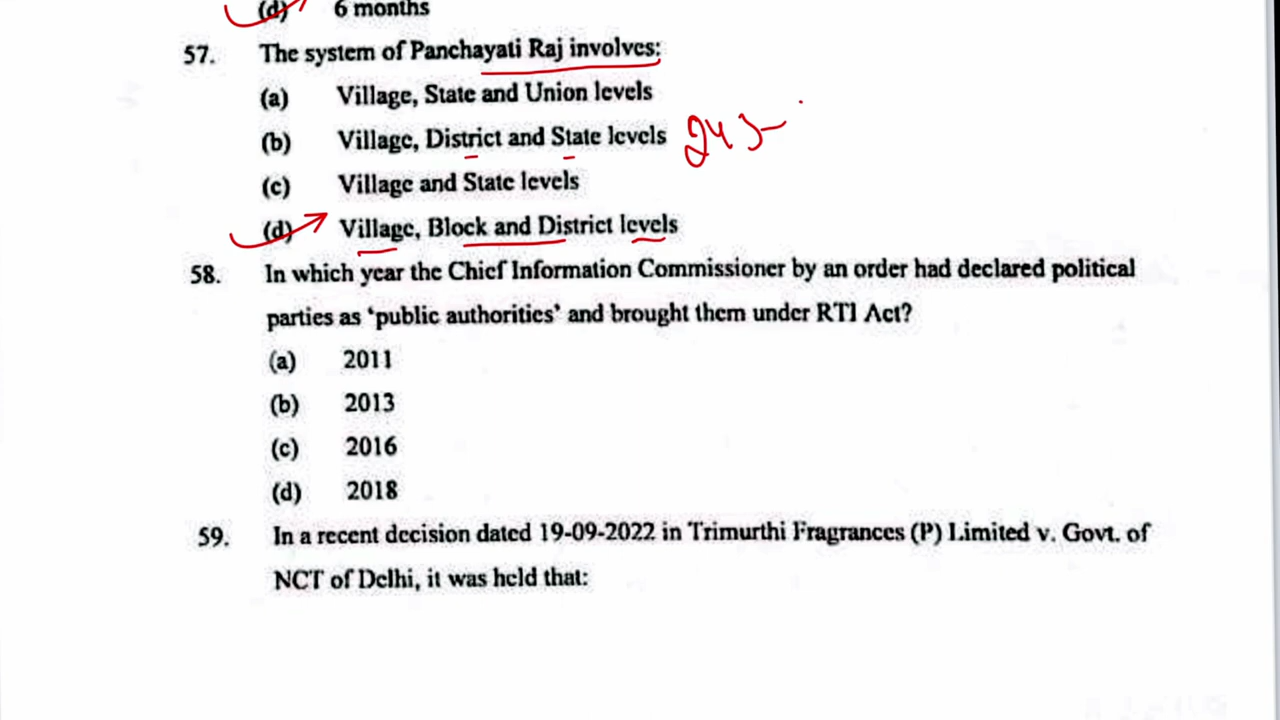 (d) 6 months
57. The system of Panchayati Raj involves:
(a) Village, State and Union levels
(b) Village, District and State levels 243-
(c) Village and State levels
(d) Village, Block and District levels
58. In which year the Chief Information Commissioner by an order had declared political
parties as ‘public authorities’ and brought them under RTI Act?
(a) 2011
(b) 2013
(c) 2016
(d) 2018
59. In a recent decision dated 19-09-2022 in Trimurthi Fragrances (P) Limited v. Govt. of
NCT of Delhi, it was held that: